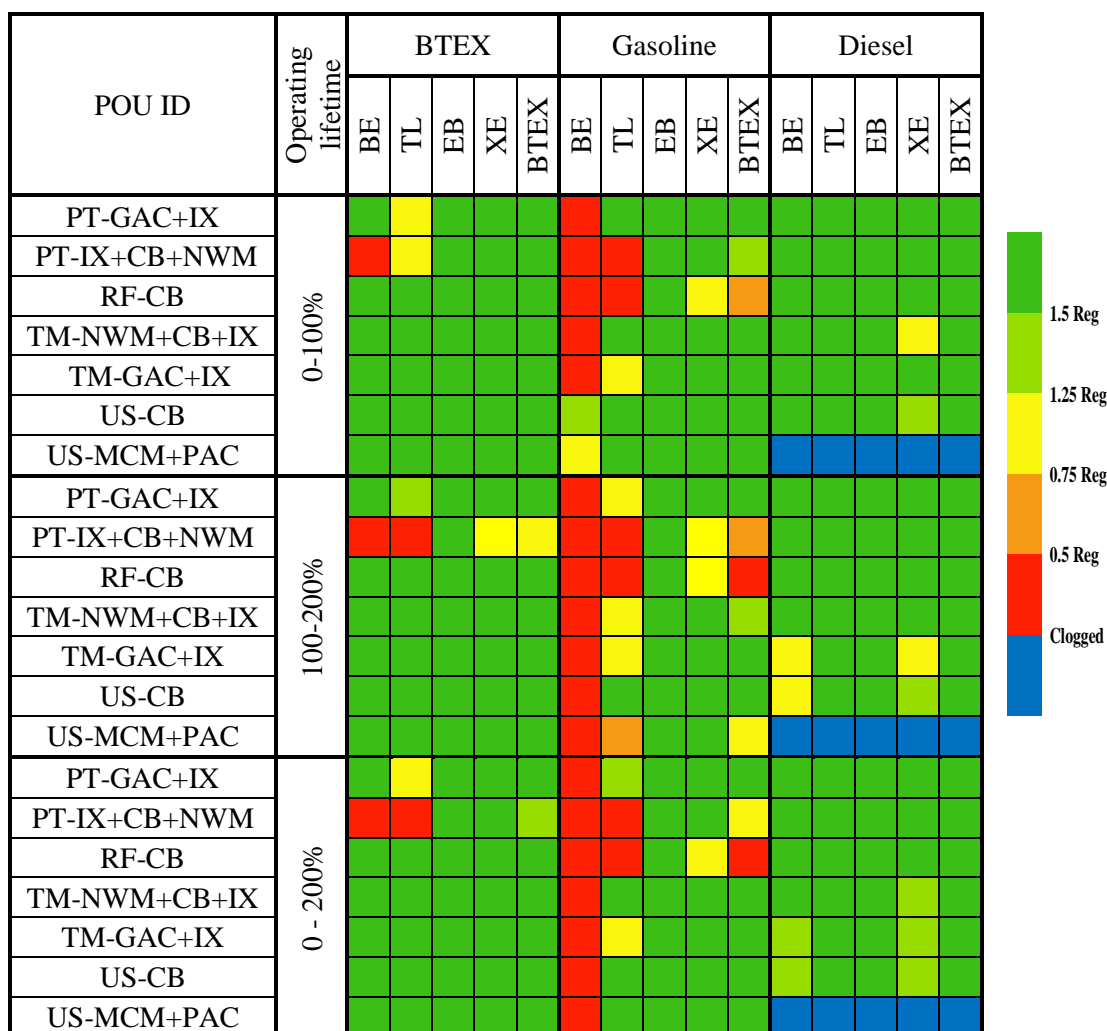 POU ID
Operating
lifetime
BTEX Gasoline Diesel
BE TL EB XE BTEX BE TL EB XE BTEX BE TL EB XE BTEX
0-100%
PT-GAC+IX
PT-IX+CB+NWM
RF-CB
TM-NWM+CB+IX
TM-GAC+IX
US-CB
US-MCM+PAC
100-200%
PT-GAC+IX
PT-IX+CB+NWM
RF-CB
TM-NWM+CB+IX
TM-GAC+IX
US-CB
US-MCM+PAC
0 - 200%
PT-GAC+IX
PT-IX+CB+NWM
RF-CB
TM-NWM+CB+IX
TM-GAC+IX
US-CB
US-MCM+PAC
1.5 Reg
1.25 Reg
0.75 Reg
0.5 Reg
Clogged